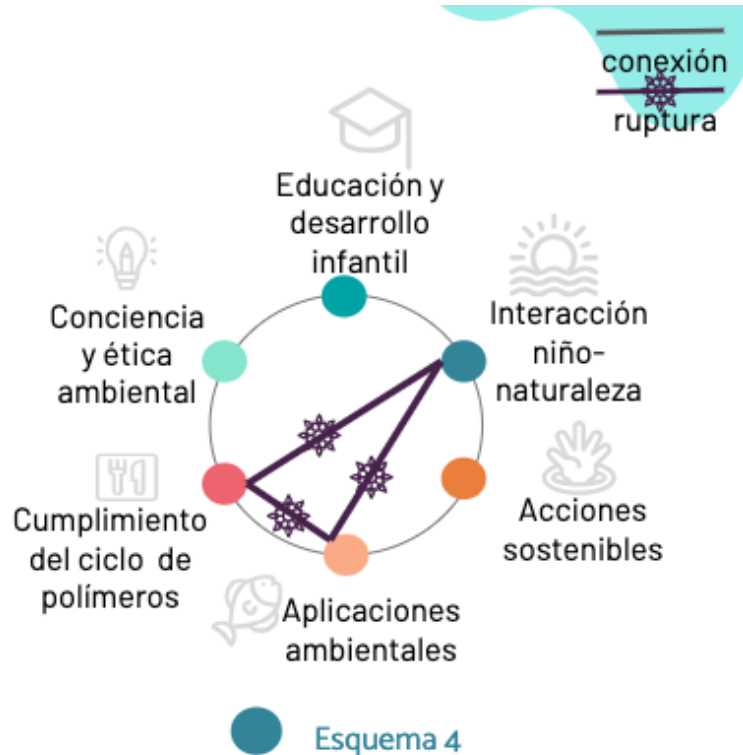 conexión
ruptura
Educación y
desarrollo
infantil
Conciencia
y ética
ambiental
Interacción
niño-
naturaleza
Cumplimiento
del ciclo de
polímeros
Acciones
sostenibles
Aplicaciones
ambientales
Esquema 4